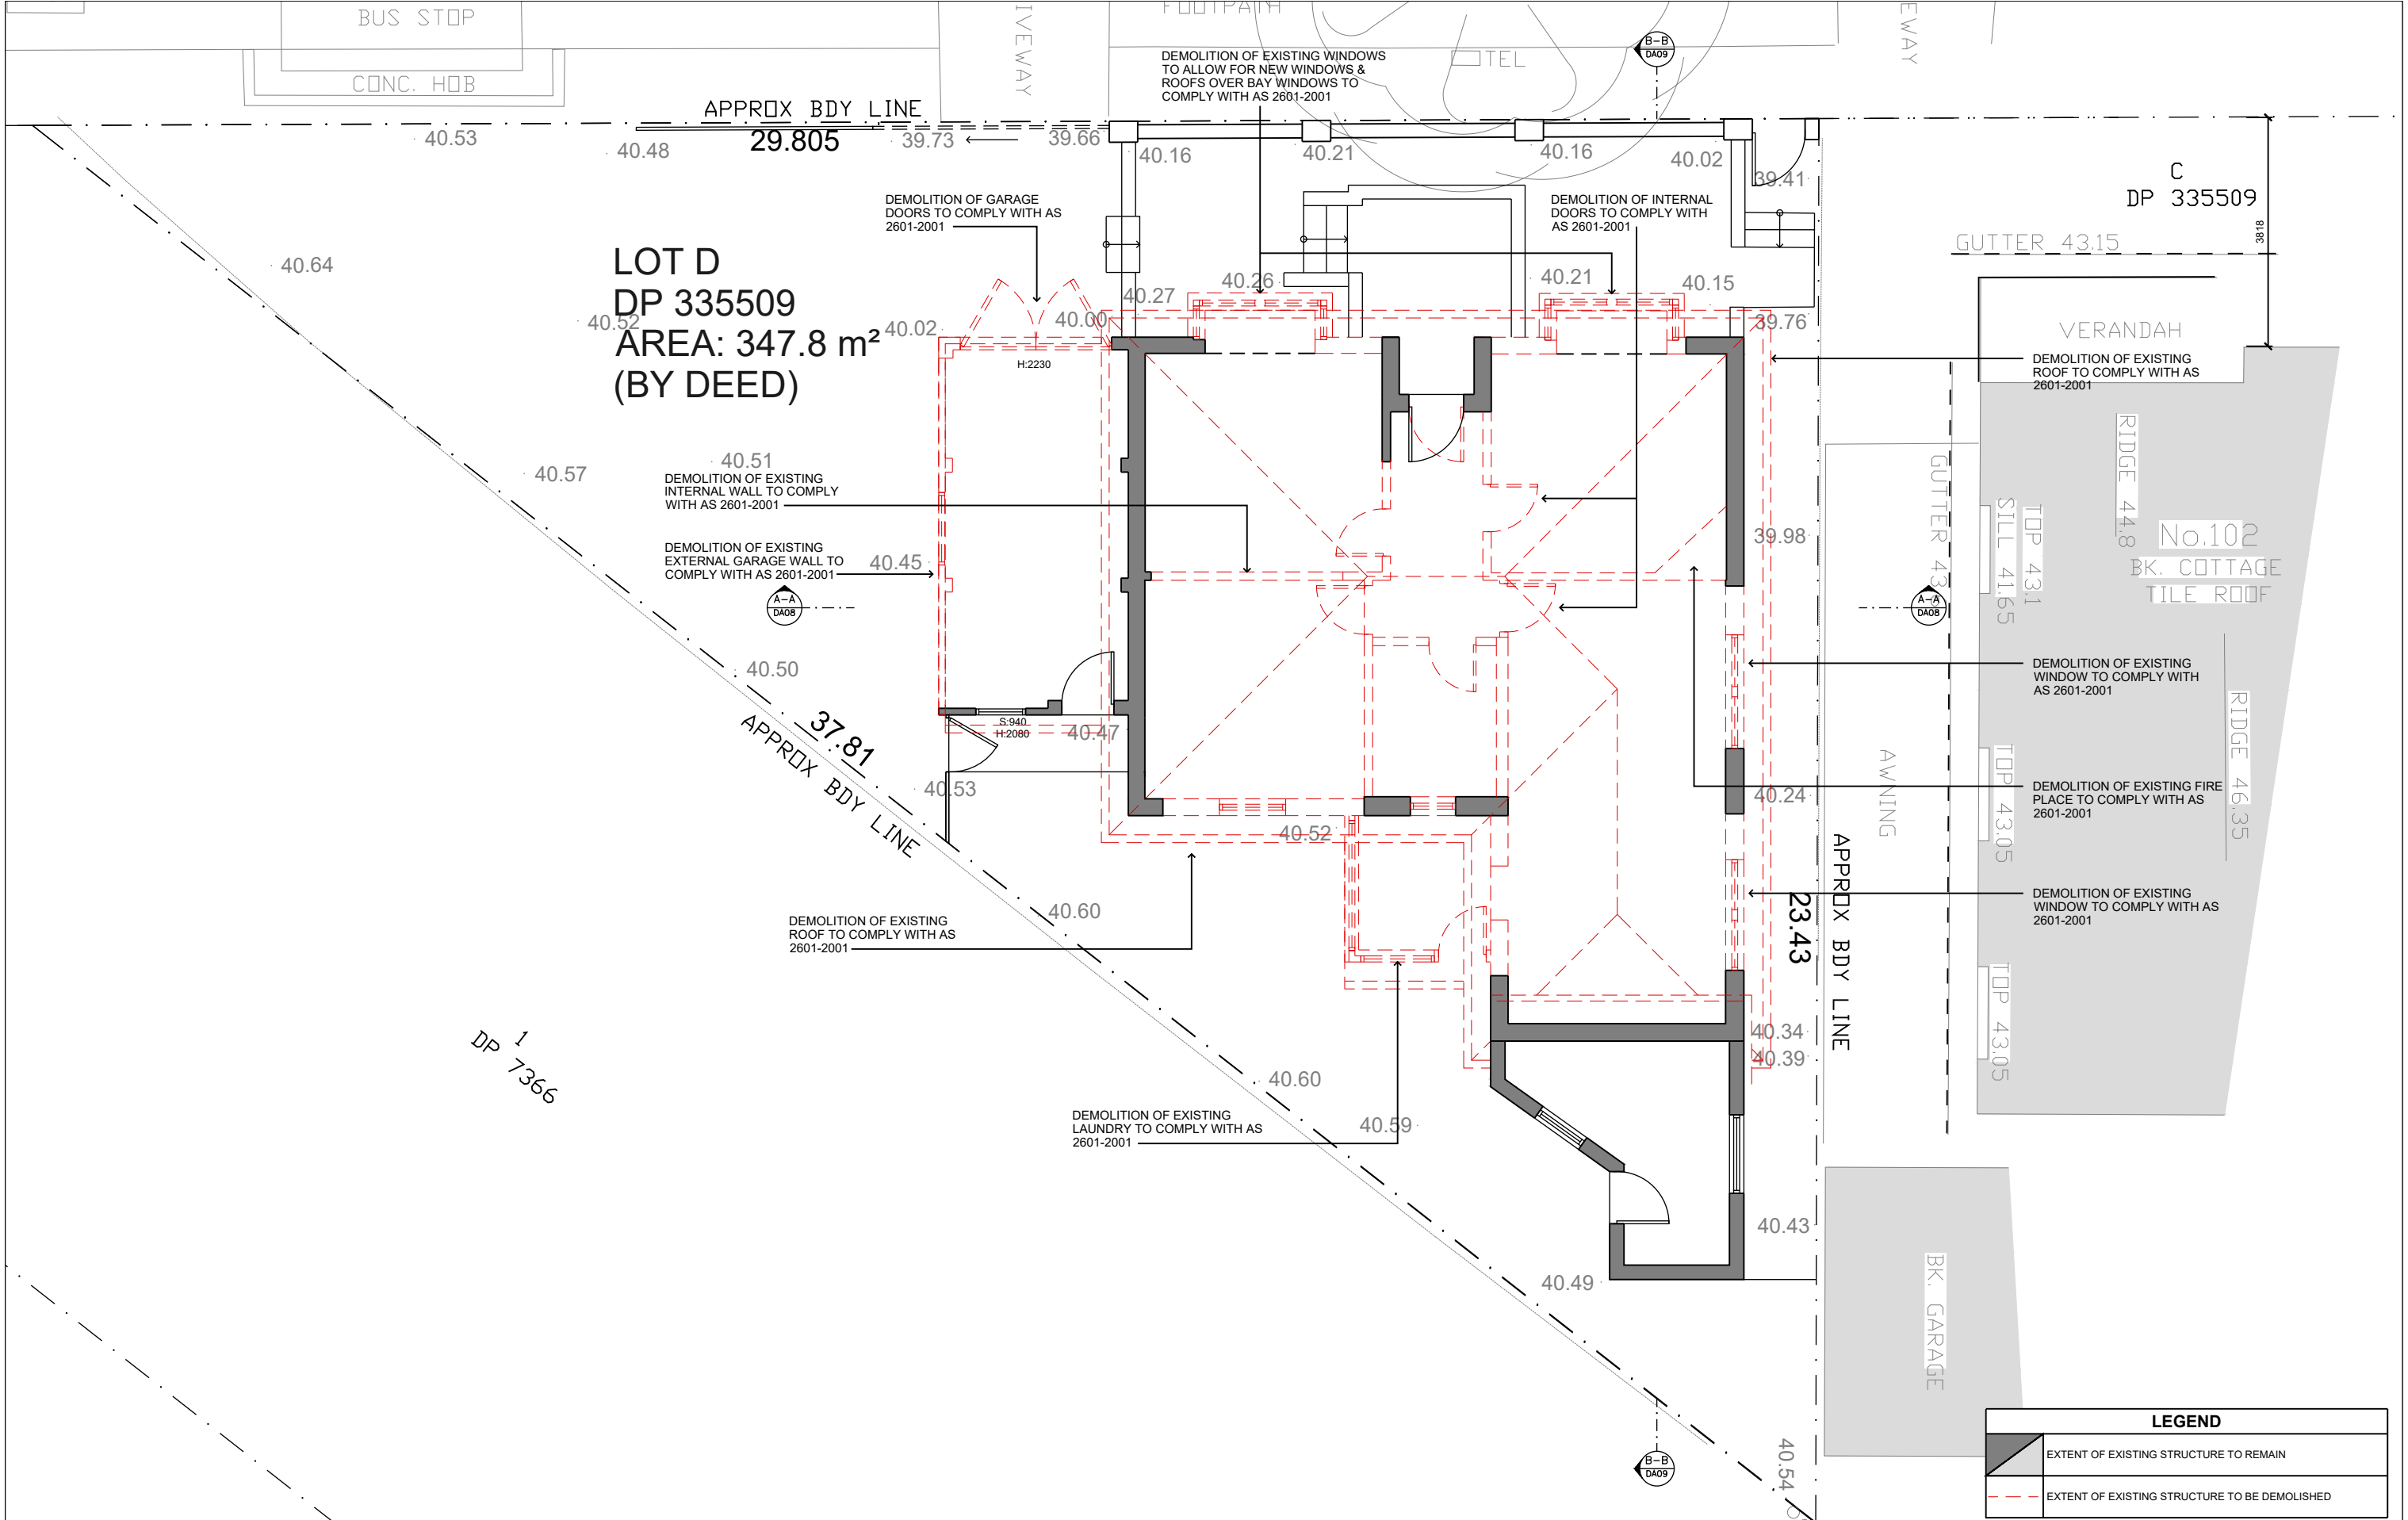 BUS STOP
CONC. HOB
IVEWAY
FOOTPATH
TEL
EWAY
B-B
DA09
DEMOLITION OF EXISTING WINDOWS
TO ALLOW FOR NEW WINDOWS &
ROOFS OVER BAY WINDOWS TO
COMPLY WITH AS 2601-2001
APPROX BDY LINE
29.805
40.53
40.48
39.73
39.66
40.16
40.21
40.16
40.02
39.41
C
DP 335509
3818
GUTTER 43.15
DEMOLITION OF GARAGE
DOORS TO COMPLY WITH AS
2601-2001
DEMOLITION OF INTERNAL
DOORS TO COMPLY WITH
AS 2601-2001
LOT D
DP 335509
AREA: 347.8 m²
(BY DEED)
40.64
40.52
40.02
40.00
40.27
40.26
40.21
40.15
39.76
H:2230
VERANDAH
DEMOLITION OF EXISTING
ROOF TO COMPLY WITH AS
2601-2001
40.57
40.51
DEMOLITION OF EXISTING
INTERNAL WALL TO COMPLY
WITH AS 2601-2001
DEMOLITION OF EXISTING
EXTERNAL GARAGE WALL TO
COMPLY WITH AS 2601-2001
40.45
A-A
DA08
39.98
GUTTER 43
SILL 41.65
TOP 43.1
RIDGE 44.8
No.102
BK. COTTAGE
TILE ROOF
A-A
DA08
40.50
37.81
APPROX BDY LINE
S:940
H:2080
40.47
40.53
DEMOLITION OF EXISTING
WINDOW TO COMPLY WITH
AS 2601-2001
RIDGE 46.35
AWNING
TOP 43.05
DEMOLITION OF EXISTING FIRE
PLACE TO COMPLY WITH AS
2601-2001
40.24
40.52
23.43
APPROX BDY LINE
DEMOLITION OF EXISTING
WINDOW TO COMPLY WITH AS
2601-2001
DEMOLITION OF EXISTING
ROOF TO COMPLY WITH AS
2601-2001
40.60
TOP 43.05
40.34
40.39
1
DP 7366
40.60
DEMOLITION OF EXISTING
LAUNDRY TO COMPLY WITH AS
2601-2001
40.59
40.43
40.49
BK. GARAGE
B-B
DA09
40.54
LEGEND
EXTENT OF EXISTING STRUCTURE TO REMAIN
EXTENT OF EXISTING STRUCTURE TO BE DEMOLISHED